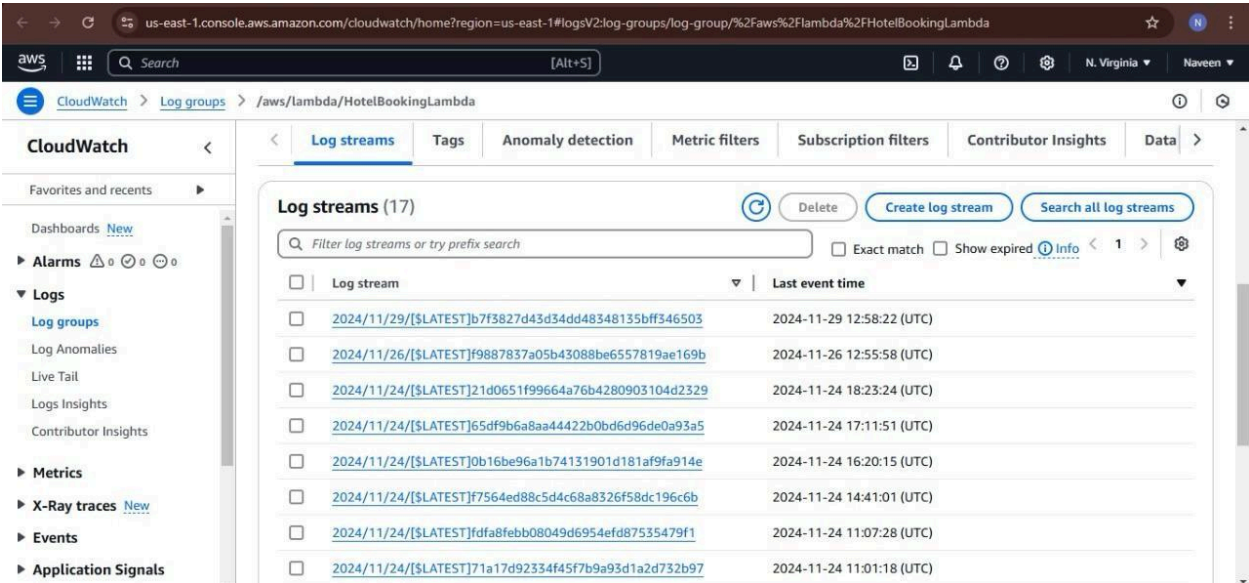 us-east-1.console.aws.amazon.com/cloudwatch/home?region=us-east-1#logsV2:log-groups/log-group/%2Faws%2Flambda%2FHotelBookingLambda N
aws Search [Alt+S] N. Virginia Naveen
CloudWatch > Log groups > /aws/lambda/HotelBookingLambda
CloudWatch
Favorites and recents
Dashboards New
Alarms 0 0 0
Logs
Log groups
Log Anomalies
Live Tail
Logs Insights
Contributor Insights
Metrics
X-Ray traces New
Events
Application Signals
Log streams Tags Anomaly detection Metric filters Subscription filters Contributor Insights Data
Log streams (17) Delete Create log stream Search all log streams
Filter log streams or try prefix search Exact match Show expired Info 1
Log stream Last event time
2024/11/29/[$LATEST]b7f3827d43d34dd48348135bff346503 2024-11-29 12:58:22 (UTC)
2024/11/26/[$LATEST]f9887837a05b43088be6557819ae169b 2024-11-26 12:55:58 (UTC)
2024/11/24/[$LATEST]21d0651f99664a76b4280903104d2329 2024-11-24 18:23:24 (UTC)
2024/11/24/[$LATEST]65df9b6a8aa44422b0bd6d96de0a93a5 2024-11-24 17:11:51 (UTC)
2024/11/24/[$LATEST]0b16be96a1b74131901d181af9fa914e 2024-11-24 16:20:15 (UTC)
2024/11/24/[$LATEST]f7564ed88c5d4c68a8326f58dc196c6b 2024-11-24 14:41:01 (UTC)
2024/11/24/[$LATEST]fdfa8febb08049d6954efd87535479f1 2024-11-24 11:07:28 (UTC)
2024/11/24/[$LATEST]71a17d92334f45f7b9a93d1a2d732b97 2024-11-24 11:01:18 (UTC)